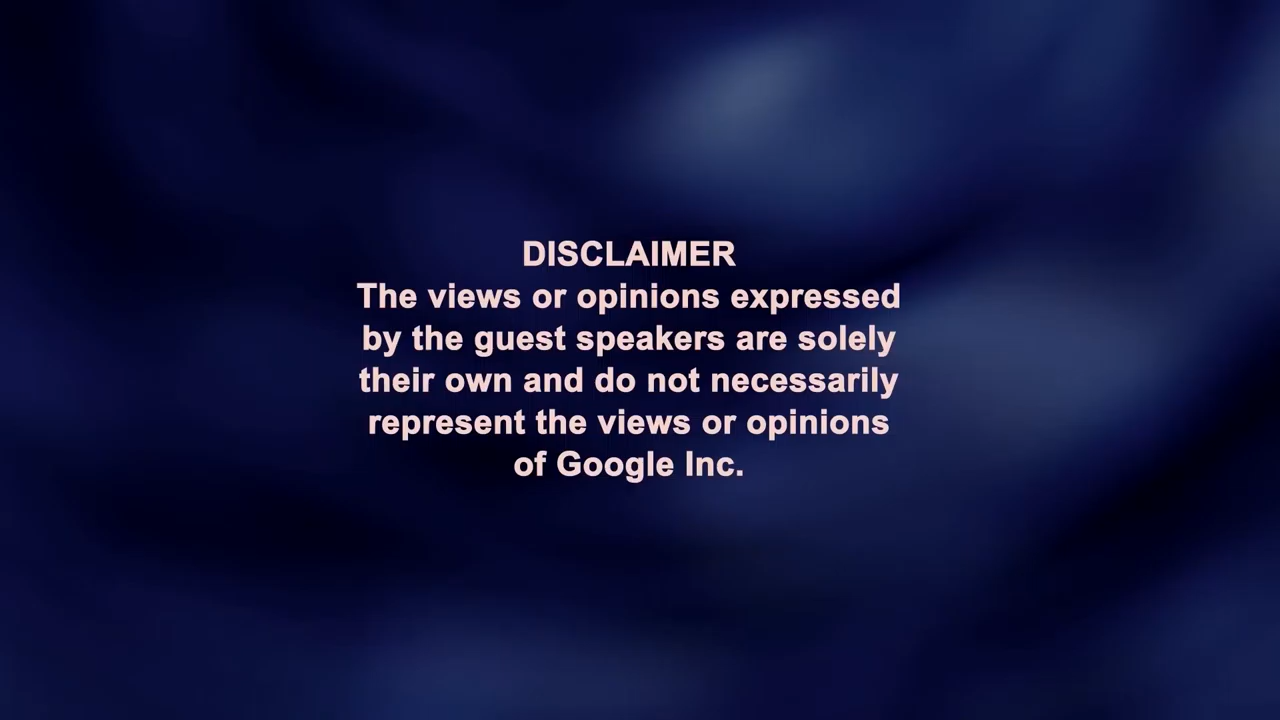 DISCLAIMER
The views or opinions expressed
by the guest speakers are solely
their own and do not necessarily
represent the views or opinions
of Google Inc.